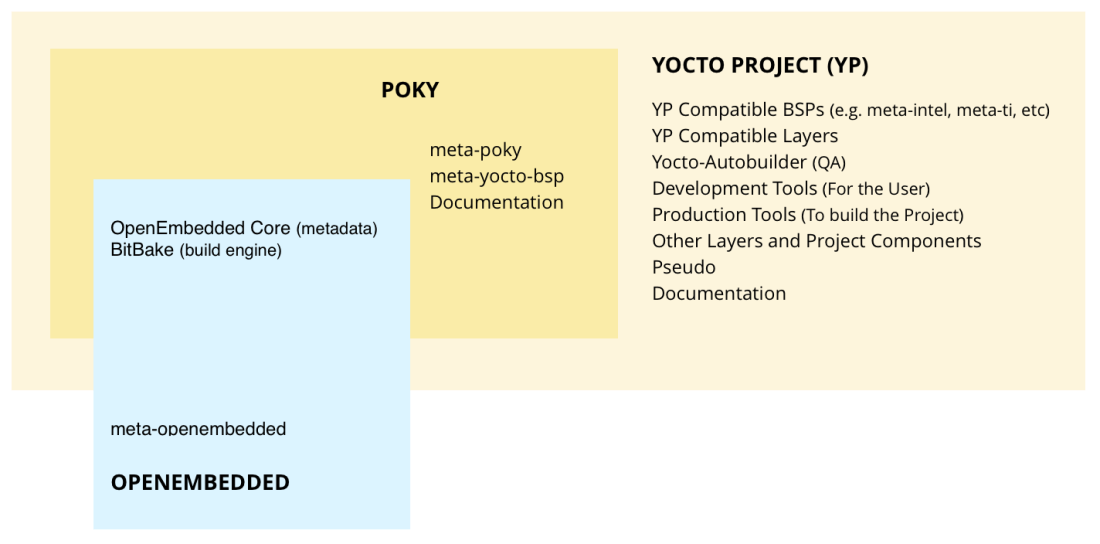 POKY
meta-poky
meta-yocto-bsp
Documentation
OpenEmbedded Core (metadata)
BitBake (build engine)
meta-openembedded
OPENEMBEDDED
YOCTO PROJECT (YP)
YP Compatible BSPs (e.g. meta-intel, meta-ti, etc)
YP Compatible Layers
Yocto-Autobuilder (QA)
Development Tools (For the User)
Production Tools (To build the Project)
Other Layers and Project Components
Pseudo
Documentation